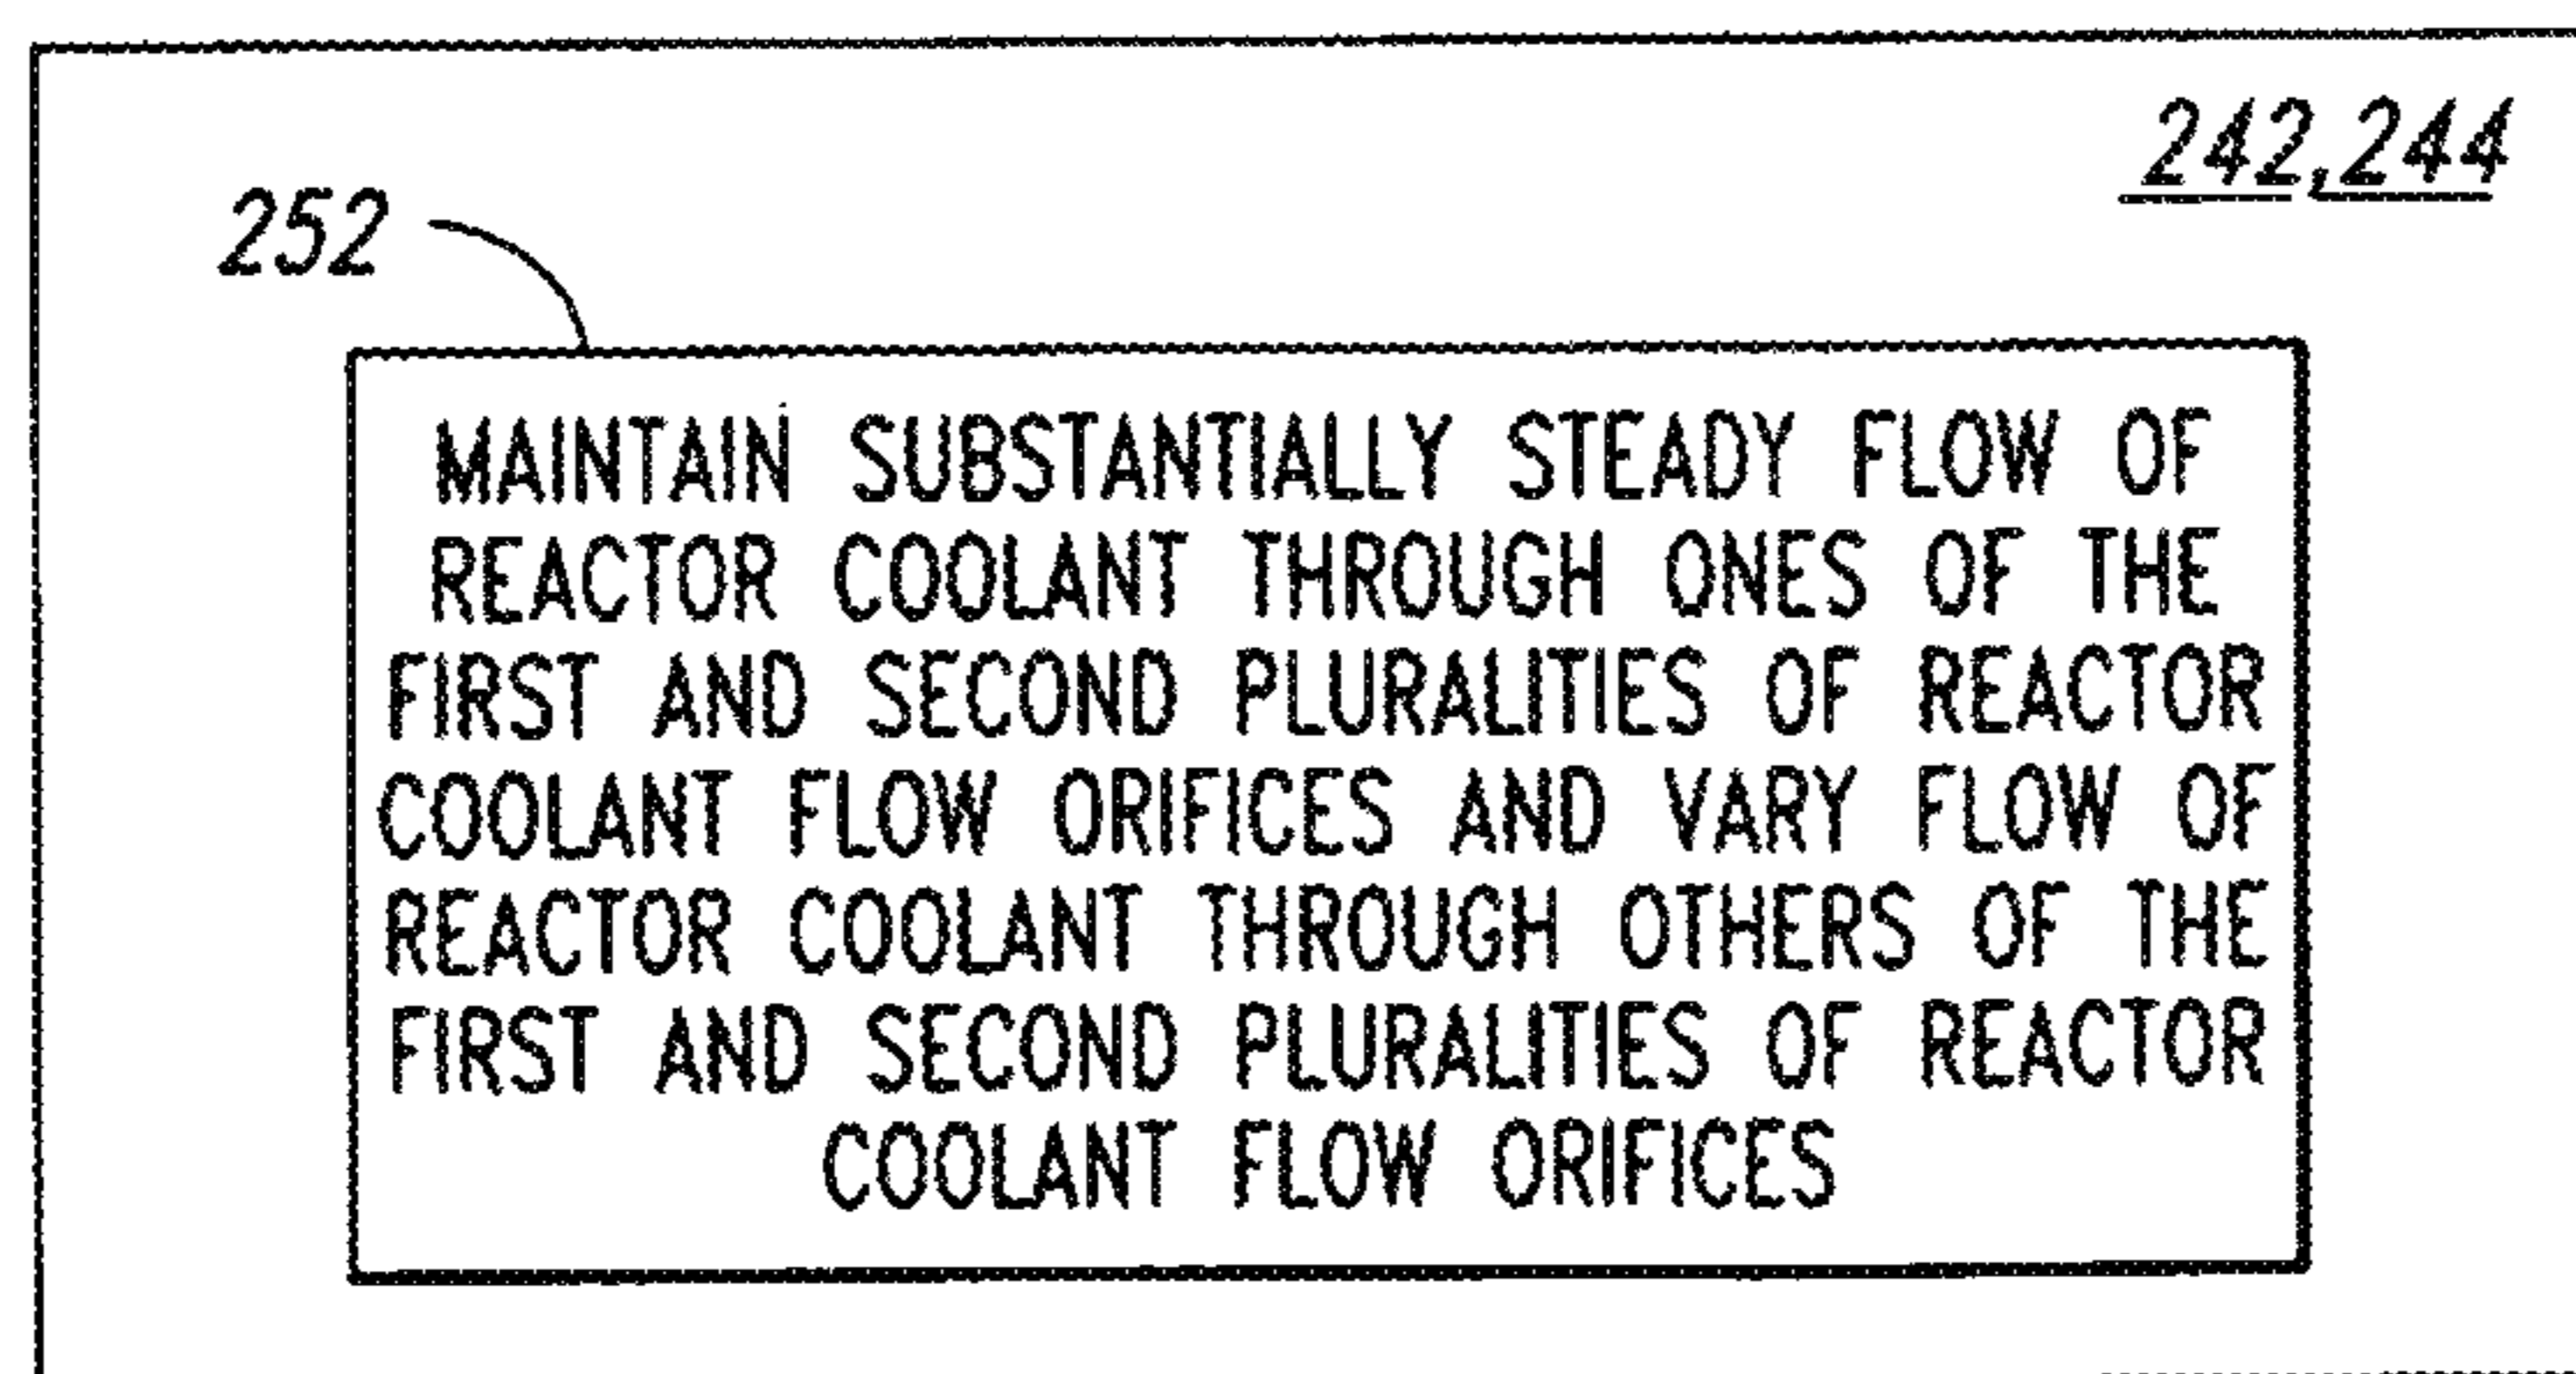 242, 244
252
MAINTAIN SUBSTANTIALLY STEADY FLOW OF
REACTOR COOLANT THROUGH ONES OF THE
FIRST AND SECOND PLURALITIES OF REACTOR
COOLANT FLOW ORIFICES AND VARY FLOW OF
REACTOR COOLANT THROUGH OTHERS OF THE
FIRST AND SECOND PLURALITIES OF REACTOR
COOLANT FLOW ORIFICES